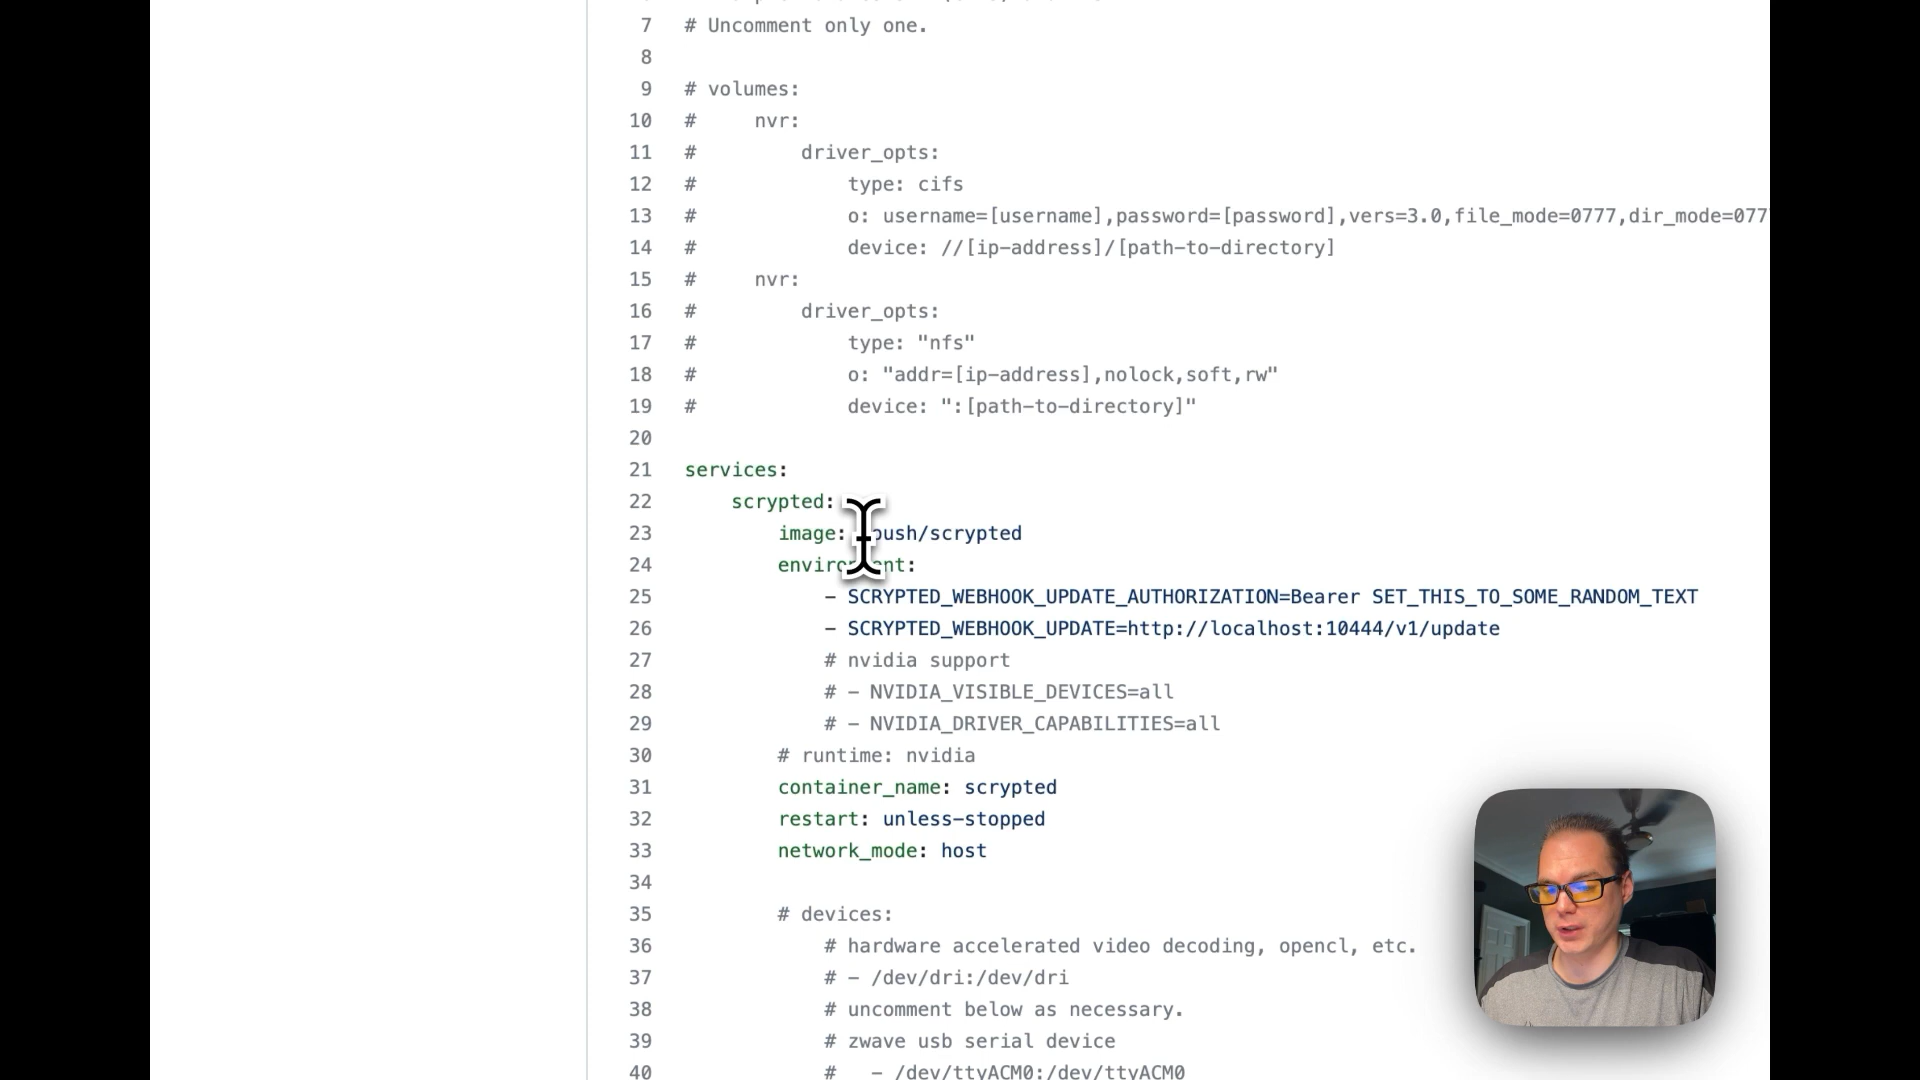 7 # Uncomment only one.
8
9 # volumes:
10 # nvr:
11 # driver_opts:
12 # type: cifs
13 # o: username=[username],password=[password],vers=3.0,file_mode=0777,dir_mode=077
14 # device: //[ip-address]/[path-to-directory]
15 # nvr:
16 # driver_opts:
17 # type: "nfs"
18 # o: "addr=[ip-address],nolock,soft,rw"
19 # device: ":[path-to-directory]"
20
21 services:
22 scrypted:
23 image: oush/scrypted
24 environment:
25 - SCRYPTED_WEBHOOK_UPDATE_AUTHORIZATION=Bearer SET_THIS_TO_SOME_RANDOM_TEXT
26 - SCRYPTED_WEBHOOK_UPDATE=http://localhost:10444/v1/update
27 # nvidia support
28 # - NVIDIA_VISIBLE_DEVICES=all
29 # - NVIDIA_DRIVER_CAPABILITIES=all
30 # runtime: nvidia
31 container_name: scrypted
32 restart: unless-stopped
33 network_mode: host
34
35 # devices:
36 # hardware accelerated video decoding, opencl, etc.
37 # - /dev/dri:/dev/dri
38 # uncomment below as necessary.
39 # zwave usb serial device
40 # - /dev/ttyACM0:/dev/ttyACM0